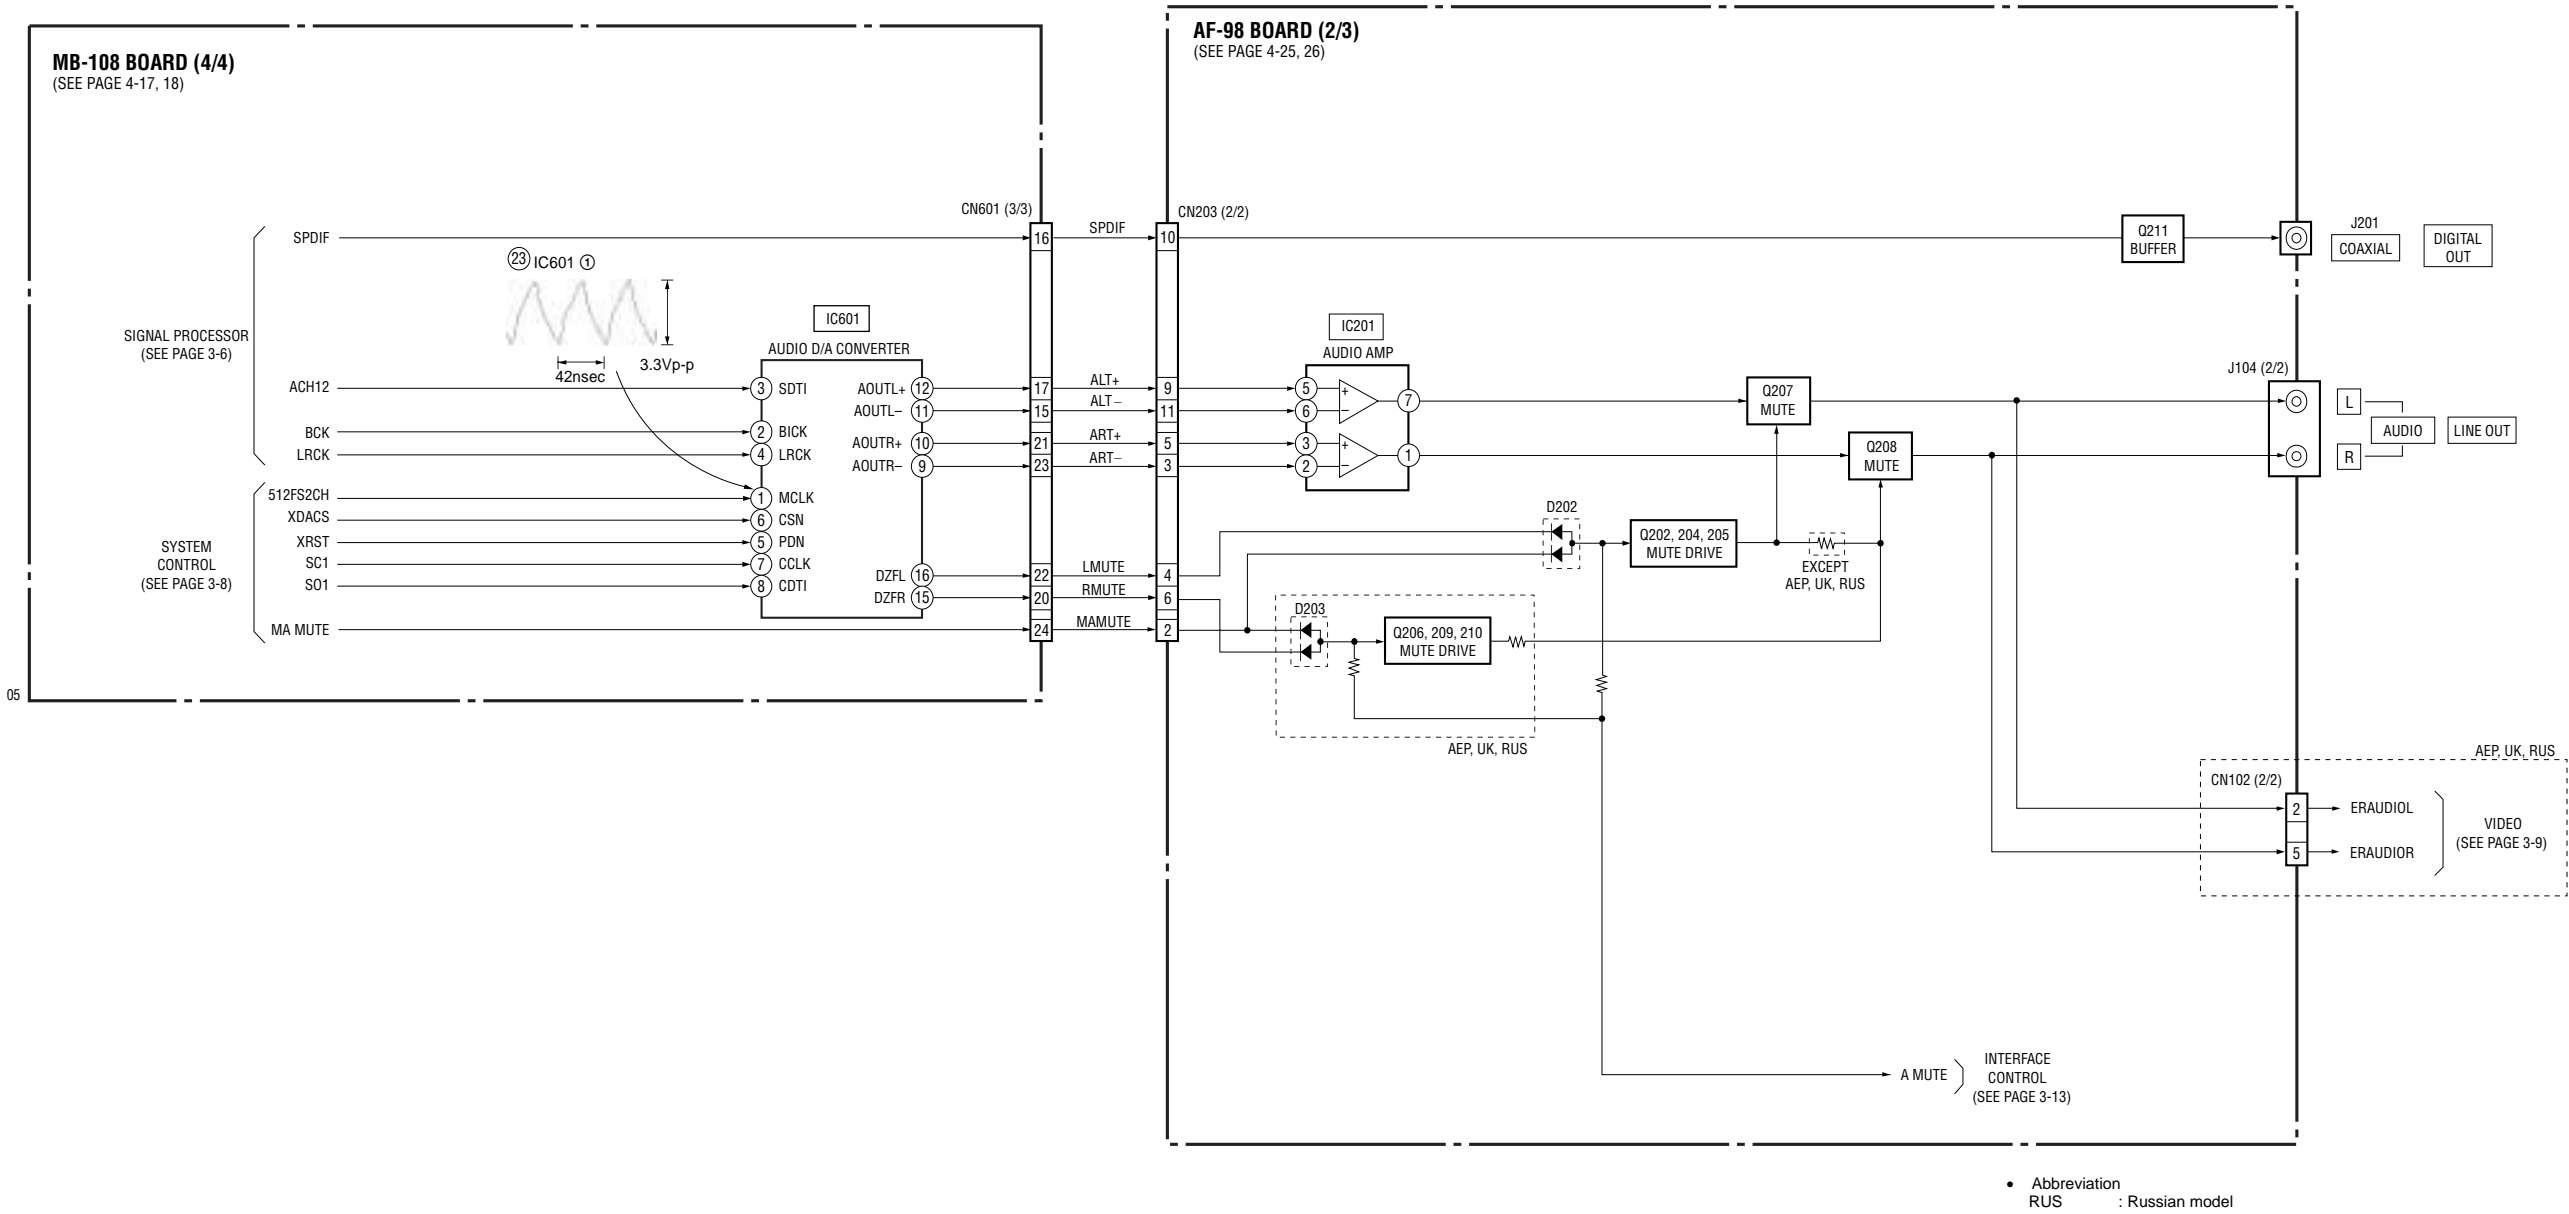 MB-108 BOARD (4/4)
(SEE PAGE 4-17, 18)
AF-98 BOARD (2/3)
(SEE PAGE 4-25, 26)
CN601 (3/3)
CN203 (2/2)
SPDIF
16
SPDIF
10
Q211
BUFFER
J201
COAXIAL
DIGITAL
OUT
23 IC601 ①
3.3Vp-p
42nsec
SIGNAL PROCESSOR
(SEE PAGE 3-6)
IC601
AUDIO D/A CONVERTER
IC201
AUDIO AMP
J104 (2/2)
ACH12
3 SDTI
AOUTL+ 12
17
ALT+
9
5
+
7
Q207
MUTE
L
AOUTL– 11
15
ALT –
11
6
–
AUDIO
LINE OUT
BCK
2 BICK
AOUTR+ 10
21
ART+
5
3
+
1
Q208
MUTE
R
LRCK
4 LRCK
AOUTR– 9
23
ART–
3
2
–
512FS2CH
1 MCLK
XDACS
6 CSN
XRST
5 PDN
SC1
7 CCLK
SO1
8 CDTI
SYSTEM
CONTROL
(SEE PAGE 3-8)
D202
Q202, 204, 205
MUTE DRIVE
EXCEPT
AEP, UK, RUS
DZFL 16
22
LMUTE
4
DZFR 15
20
RMUTE
6
MA MUTE
24
MAMUTE
2
D203
Q206, 209, 210
MUTE DRIVE
AEP, UK, RUS
05
AEP, UK, RUS
CN102 (2/2)
2
ERAUDIOL
5
ERAUDIOR
VIDEO
(SEE PAGE 3-9)
A MUTE
INTERFACE
CONTROL
(SEE PAGE 3-13)
• Abbreviation
RUS : Russian model